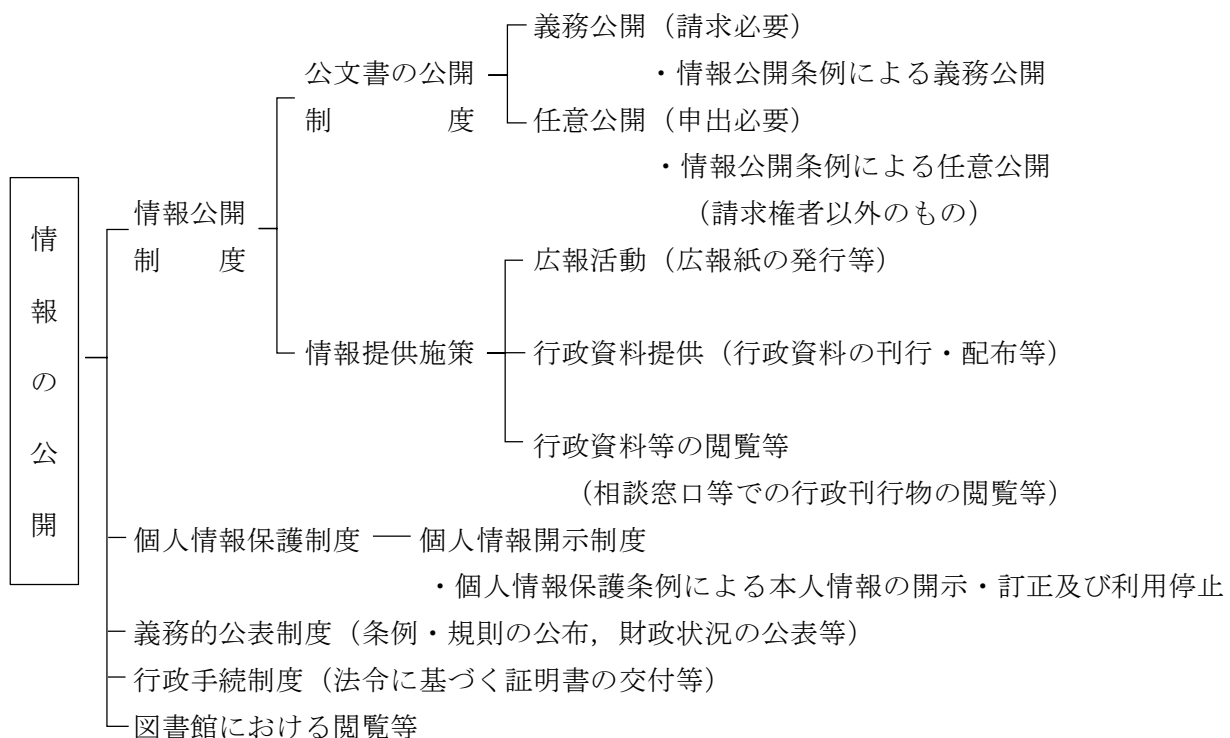 情報の公開
情報公開
制度
公文書の公開
制度
義務公開（請求必要）
・情報公開条例による義務公開
任意公開（申出必要）
・情報公開条例による任意公開
（請求権者以外のもの）
情報提供施策
広報活動（広報紙の発行等）
行政資料提供（行政資料の刊行・配布等）
行政資料等の閲覧等
（相談窓口等での行政刊行物の閲覧等）
個人情報保護制度
個人情報開示制度
・個人情報保護条例による本人情報の開示・訂正及び利用停止
義務的公表制度（条例・規則の公布，財政状況の公表等）
行政手続制度（法令に基づく証明書の交付等）
図書館における閲覧等